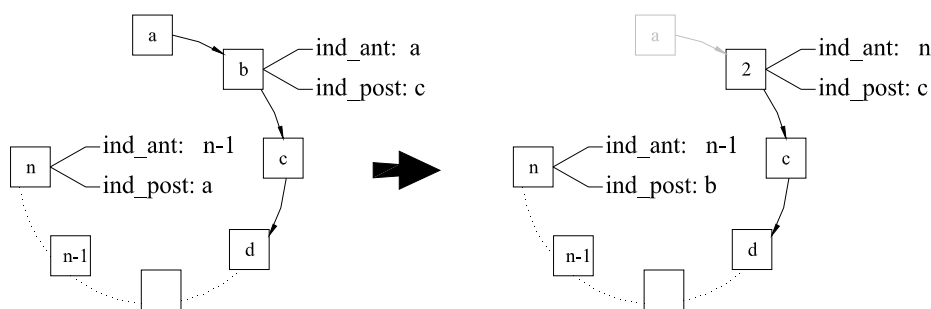 a
b
ind_ant: a
ind_post: c
c
n
ind_ant: n-1
ind_post: a
d
n-1
a
2
ind_ant: n
ind_post: c
c
n
ind_ant: n-1
ind_post: b
d
n-1